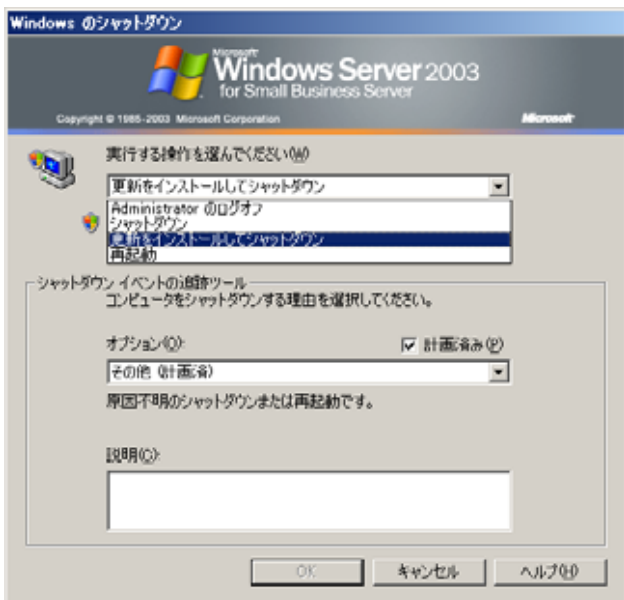 Windows のシャットダウン
Microsoft
Windows Server 2003
for Small Business Server
Copyright © 1985-2003 Microsoft Corporation
Microsoft
実行する操作を選んでください(W)
更新をインストールしてシャットダウン
Administrator のログオフ
シャットダウン
更新をインストールしてシャットダウン
再起動
シャットダウン イベントの追跡ツール
コンピュータをシャットダウンする理由を選択してください。
オプション(O):
計画済み(P)
その他 (計画済)
原因不明のシャットダウンまたは再起動です。
説明(C):
OK
キャンセル
ヘルプ(H)